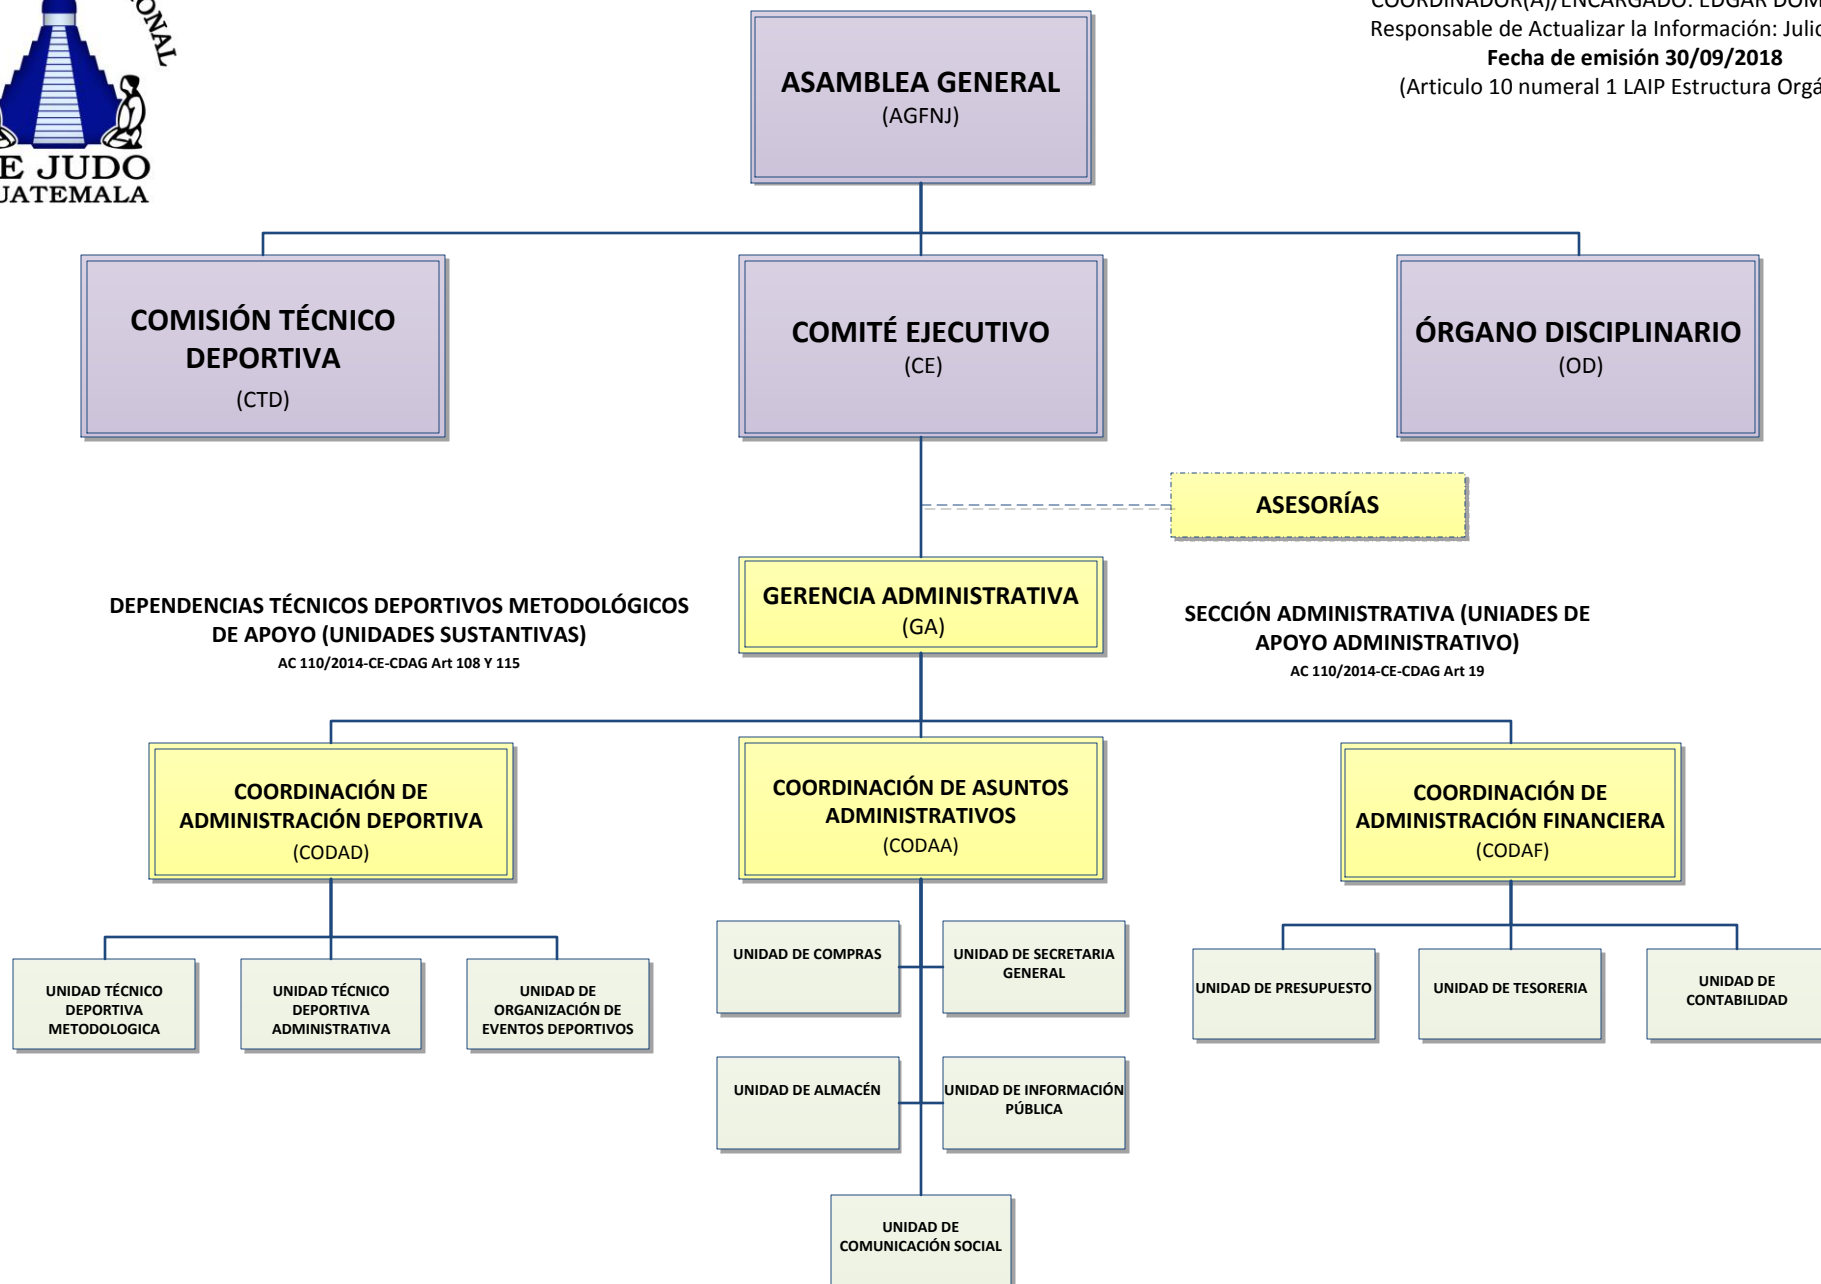 COORDINADOR(A)/ENCARGADO: EDGAR
Responsable de Actualizar la Información:
Fecha de emisión 30/09/2018
(Articulo 10 numeral 1 LAIP Estructura
JUDO
ASAMBLEA GENERAL
(AGFNJ)
COMISIÓN TÉCNICO
DEPORTIVA
(CTD)
COMITÉ EJECUTIVO
(CE)
ÓRGANO DISCIPLINARIO
(OD)
ASESORÍAS
GERENCIA ADMINISTRATIVA
(GA)
DEPENDENCIAS TÉCNICOS DEPORTIVOS METODOLÓGICOS
DE APOYO (UNIDADES SUSTANTIVAS)
AC 110/2014-CE-CDAG Art 108 Y 115
SECCIÓN ADMINISTRATIVA (UNIADES DE
APOYO ADMINISTRATIVO)
AC 110/2014-CE-CDAG Art 19
COORDINACIÓN DE
ADMINISTRACIÓN DEPORTIVA
(CODAD)
COORDINACIÓN DE ASUNTOS
ADMINISTRATIVOS
(CODAA)
COORDINACIÓN DE
ADMINISTRACIÓN FINANCIERA
(CODAF)
UNIDAD TÉCNICO
DEPORTIVA
METODOLOGICA
UNIDAD TÉCNICO
DEPORTIVA
ADMINISTRATIVA
UNIDAD DE
ORGANIZACIÓN DE
EVENTOS DEPORTIVOS
UNIDAD DE COMPRAS
UNIDAD DE SECRETARIA
GENERAL
UNIDAD DE ALMACÉN
UNIDAD DE INFORMACIÓN
PÚBLICA
UNIDAD DE
COMUNICACIÓN SOCIAL
UNIDAD DE PRESUPUESTO
UNIDAD DE TESORERIA
UNIDAD DE
CONTABILIDAD